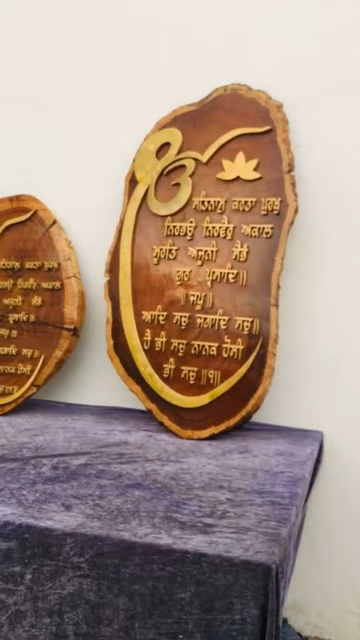 ੴ ਸਤਿਨਾਮੁ ਕਰਤਾ ਪੁਰਖੁ
ਨਿਰਭਉ ਨਿਰਵੈਰੁ ਅਕਾਲ
ਮੂਰਤਿ ਅਜੂਨੀ ਸੈਭੰ
ਗੁਰ ਪ੍ਰਸਾਦਿ॥
॥ਜਪੁ॥
ਆਦਿ ਸਚੁ ਜੁਗਾਦਿ ਸਚੁ॥
ਹੈ ਭੀ ਸਚੁ ਨਾਨਕ ਹੋਸੀ
ਭੀ ਸਚੁ ॥੧॥